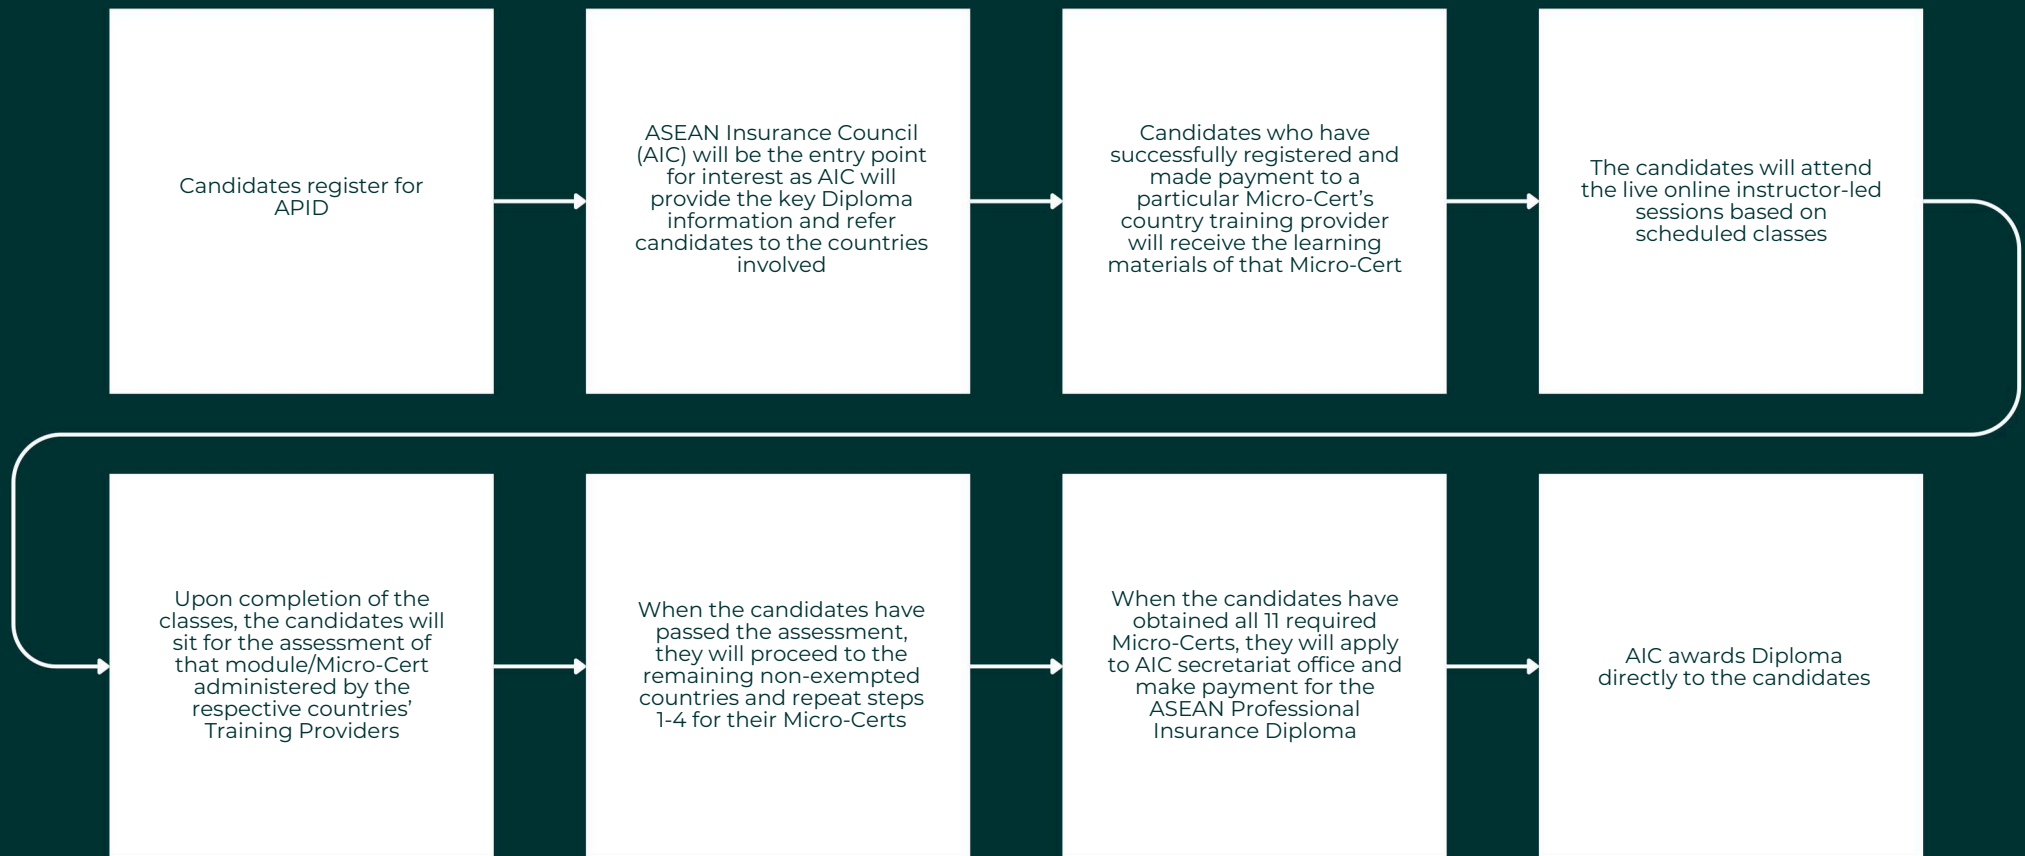 Candidates register for
APID
ASEAN Insurance Council
(AIC) will be the entry point
for interest as AIC will
provide the key Diploma
information and refer
candidates to the countries
involved
Candidates who have
successfully registered and
made payment to a
particular Micro-Cert’s
country training provider
will receive the learning
materials of that Micro-Cert
The candidates will attend
the live online instructor-led
sessions based on
scheduled classes
Upon completion of the
classes, the candidates will
sit for the assessment of
that module/Micro-Cert
administered by the
respective countries’
Training Providers
When the candidates have
passed the assessment,
they will proceed to the
remaining non-exempted
countries and repeat steps
1-4 for their Micro-Certs
When the candidates have
obtained all 11 required
Micro-Certs, they will apply
to AIC secretariat office and
make payment for the
ASEAN Professional
Insurance Diploma
AIC awards Diploma
directly to the candidates